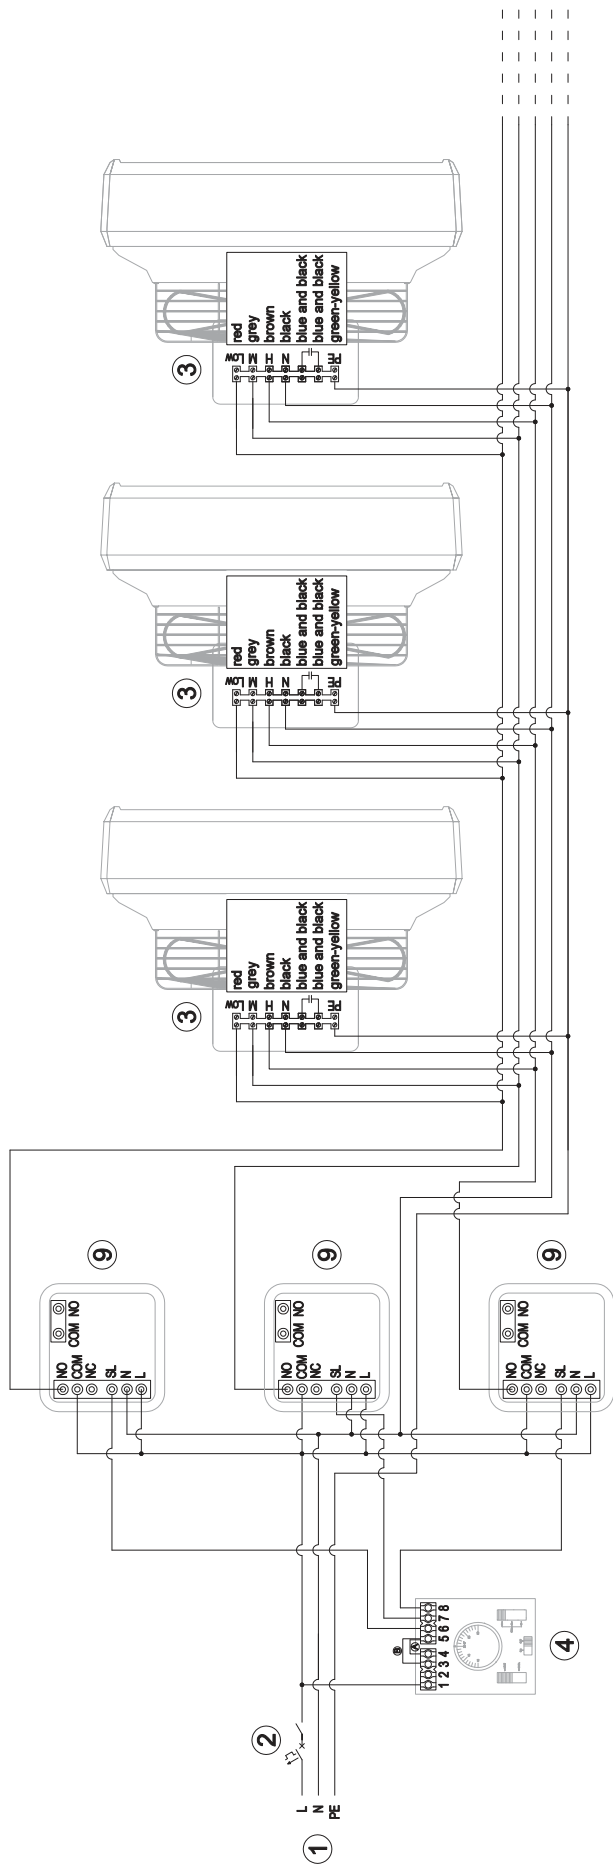 3
red
grey
brown
black
blue and black
blue and black
green-yellow
Low
M
H
N
PE
3
red
grey
brown
black
blue and black
blue and black
green-yellow
Low
M
H
N
PE
3
red
grey
brown
black
blue and black
blue and black
green-yellow
Low
M
H
N
PE
9
COM NO
NO
COM
NC
SL
N
L
9
COM NO
NO
COM
NC
SL
N
L
9
COM NO
NO
COM
NC
SL
N
L
4
B
A
1 2 3 4 5 6 7 8
2
L
N
PE
1